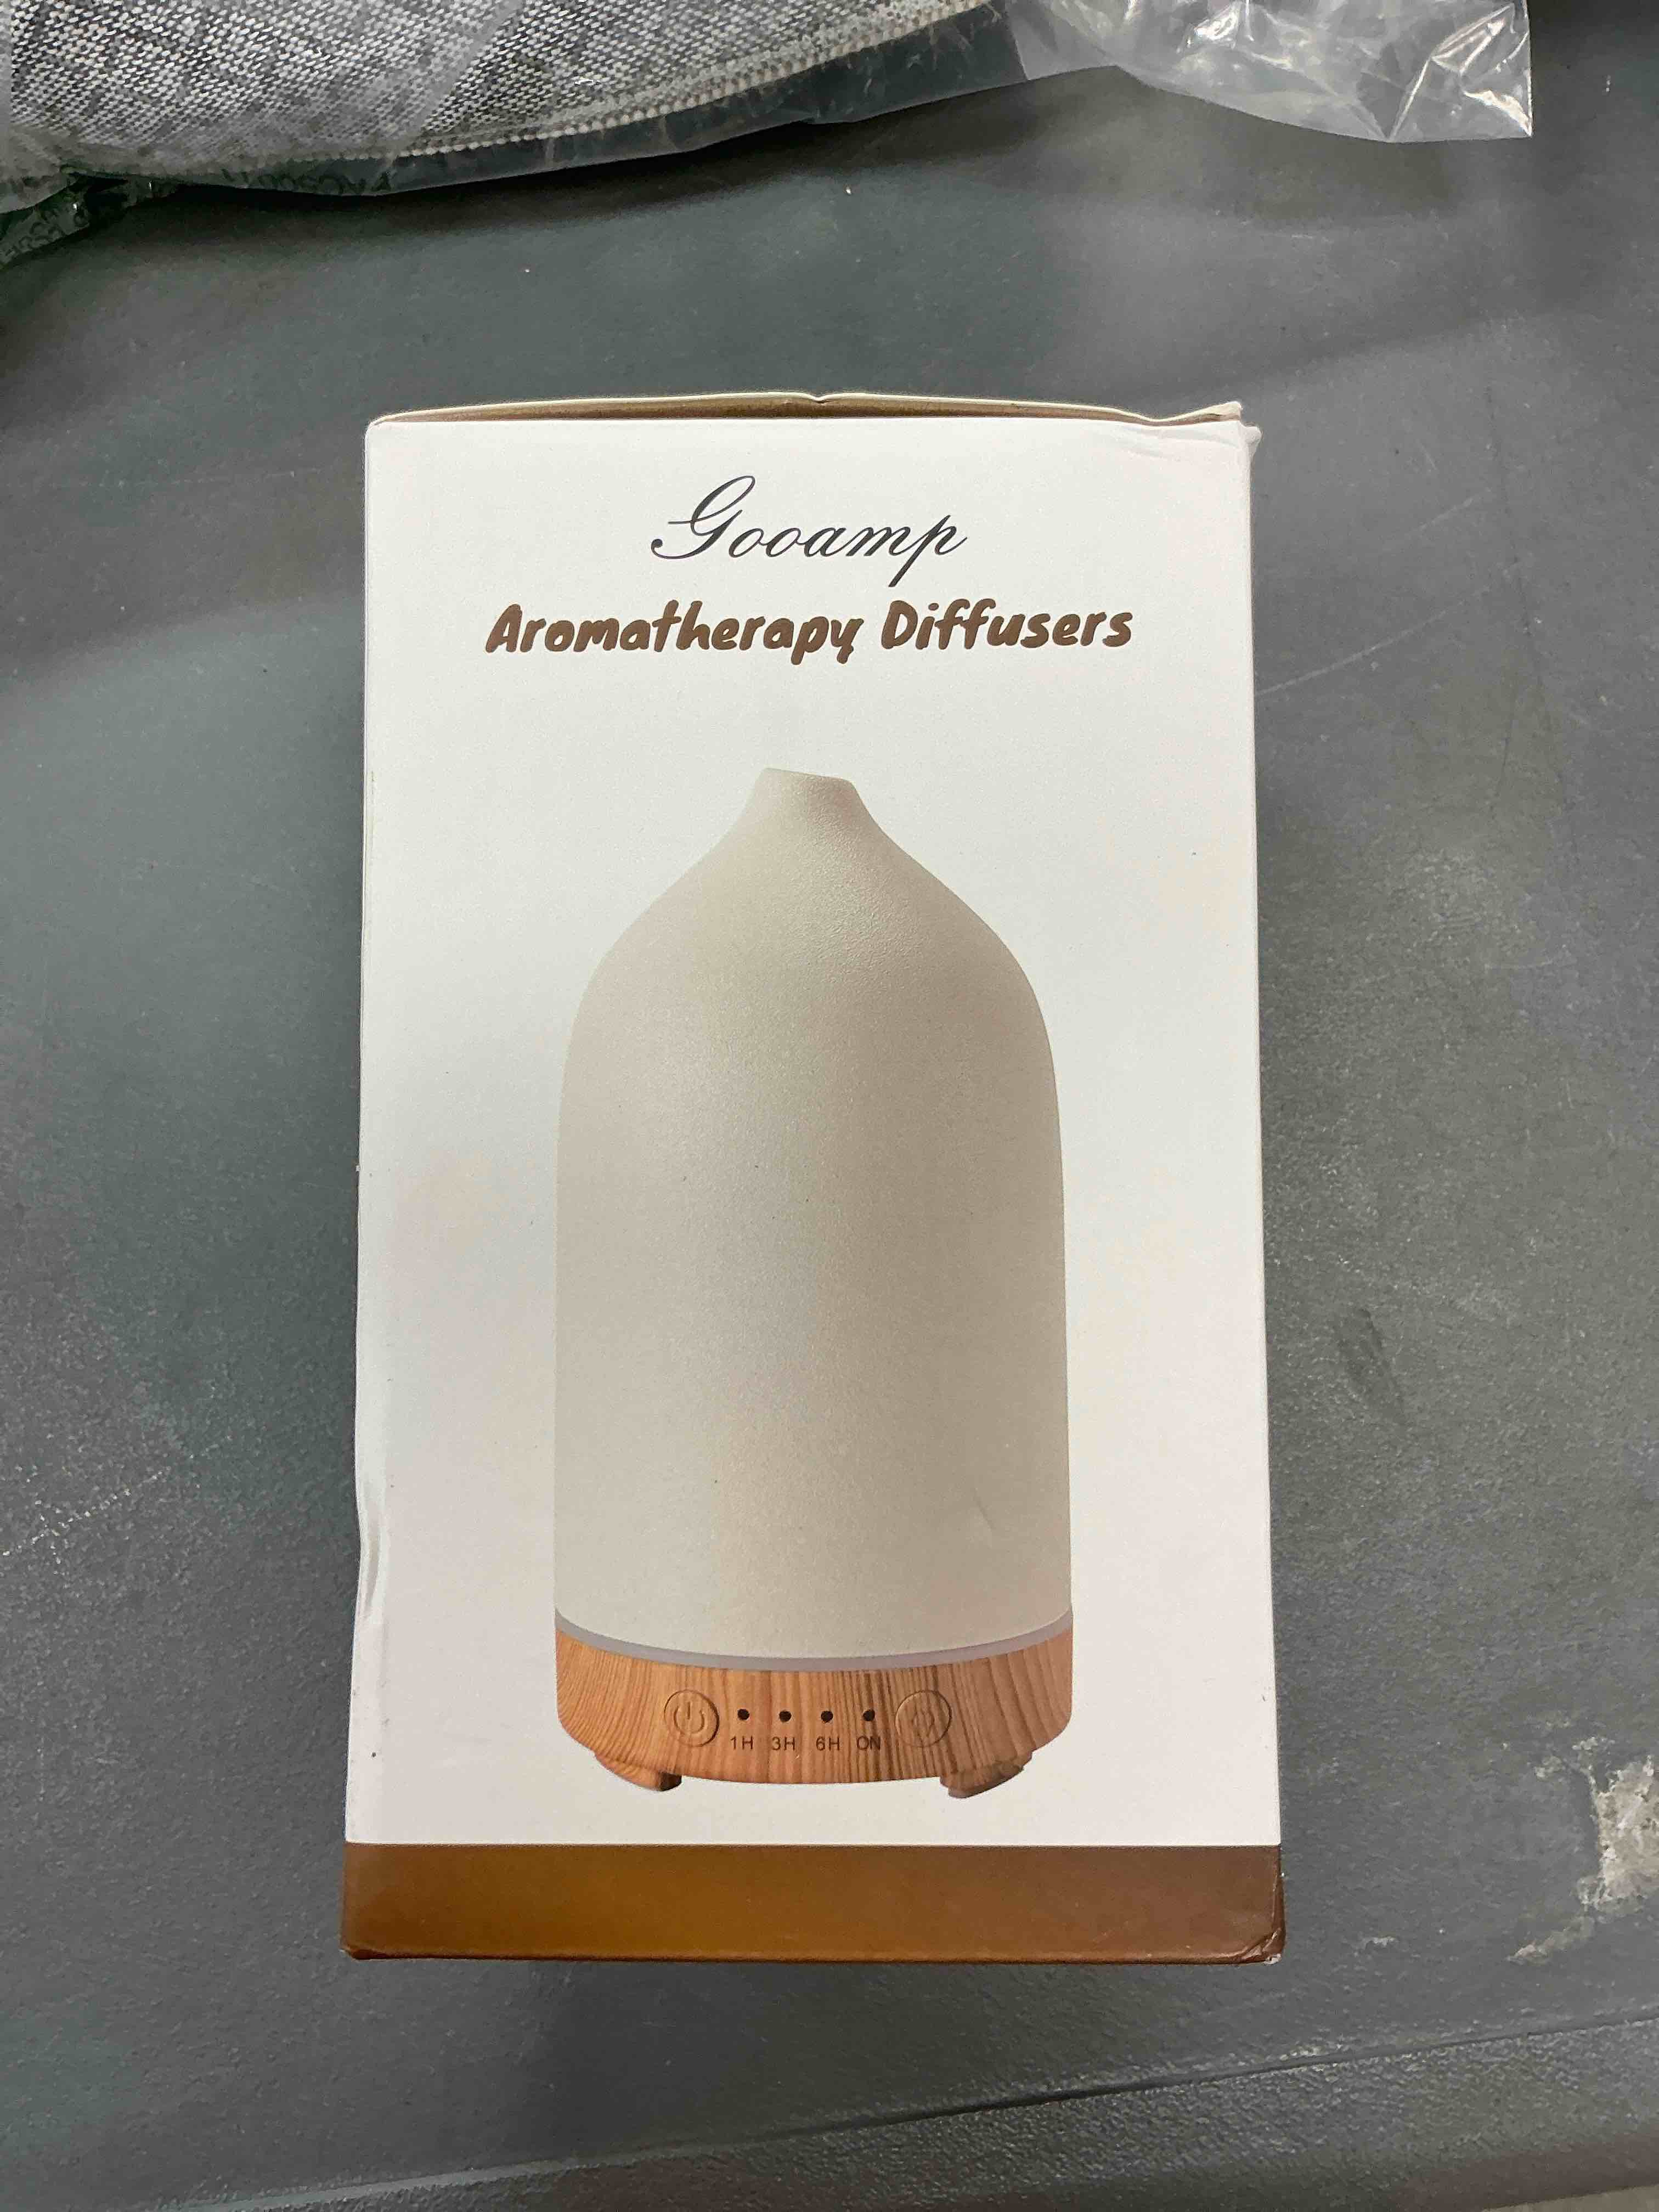 Gooamp
Aromatherapy Diffusers
1H 3H 6H ON